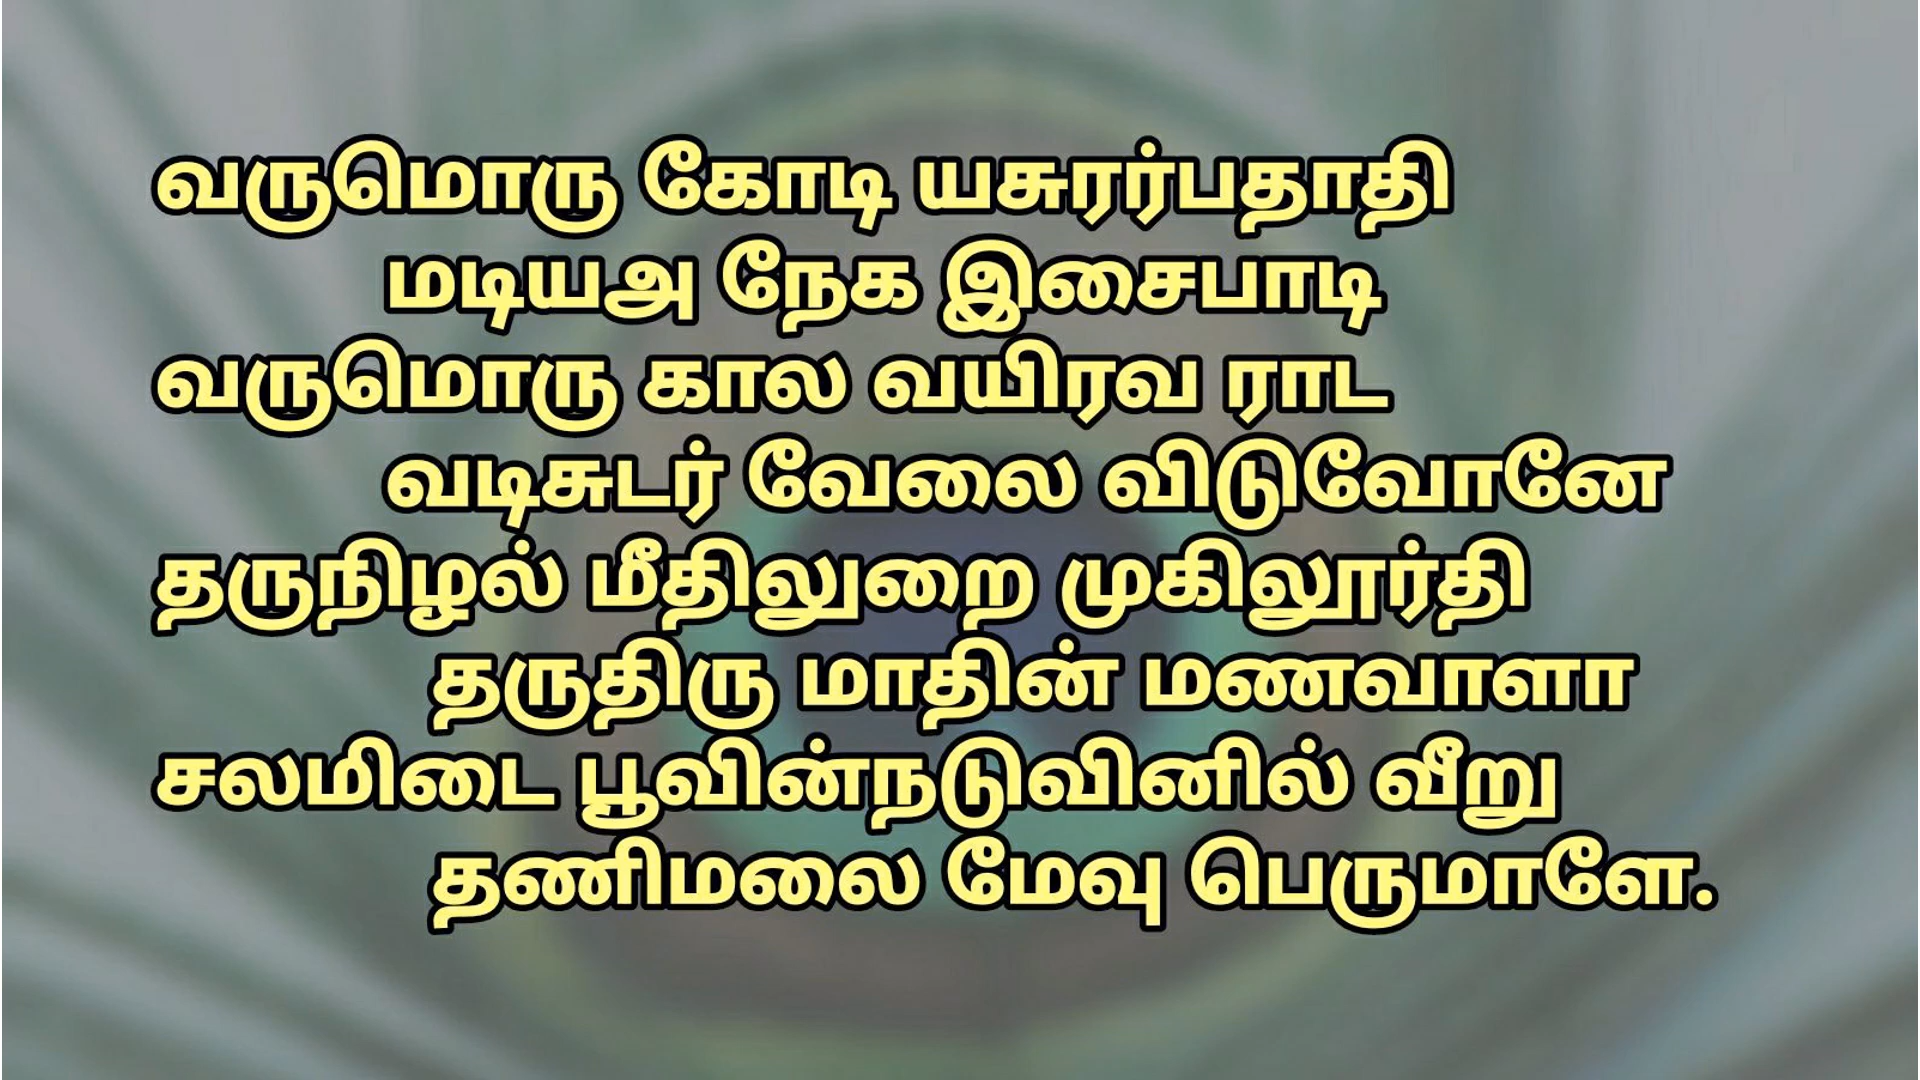 வருமொரு கோடி யசுரர்பதாதி
மடியஅ நேக இசைபாடி
வருமொரு கால வயிரவ ராட
வடிசுடர் வேலை விடுவோனே
தருநிழல் மீதிலுறை முகிலூர்தி
தருதிரு மாதின் மணவாளா
சலமிடை பூவின்நடுவினில் வீறு
தணிமலை மேவு பெருமாளே.